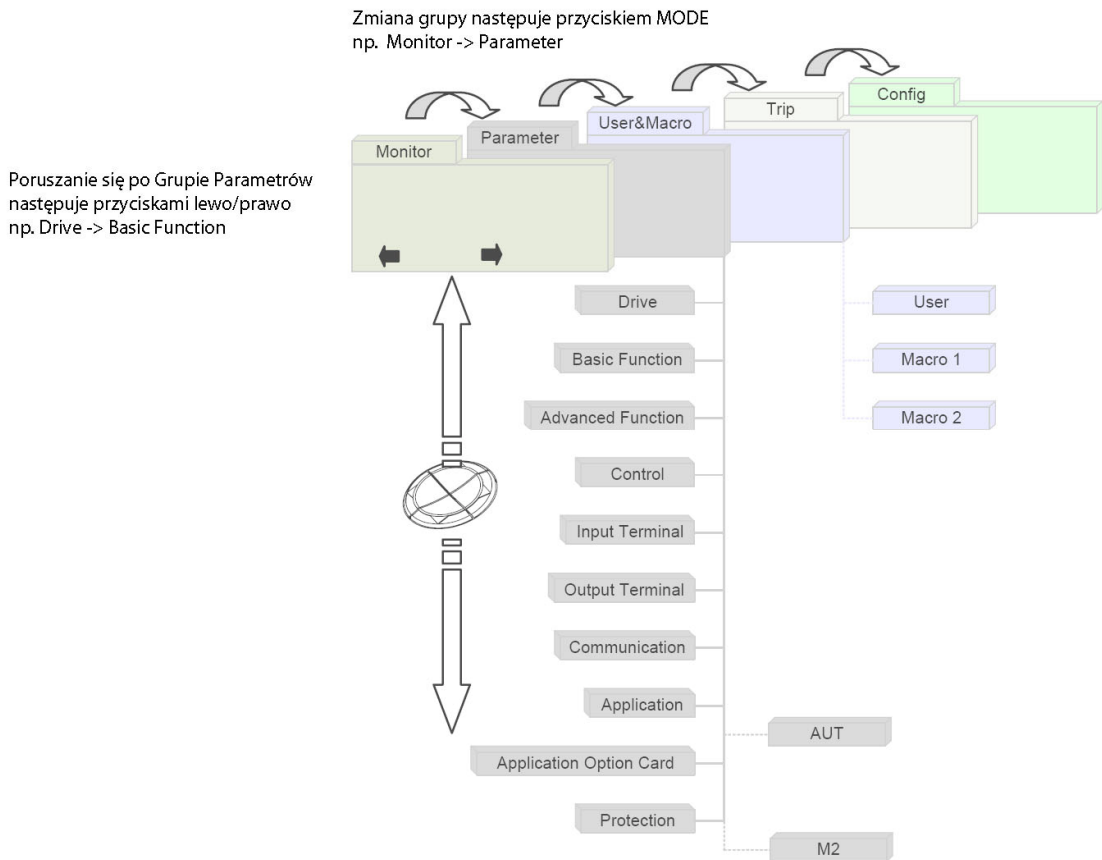 Zmiana grupy następuje przyciskiem MODE
np. Monitor -> Parameter
Config
Trip
User&Macro
Parameter
Monitor
Poruszanie się po Grupie Parametrów
następuje przyciskami lewo/prawo
np. Drive -> Basic Function
Drive
User
Basic Function
Macro 1
Advanced Function
Macro 2
Control
Input Terminal
Output Terminal
Communication
Application
AUT
Application Option Card
Protection
M2